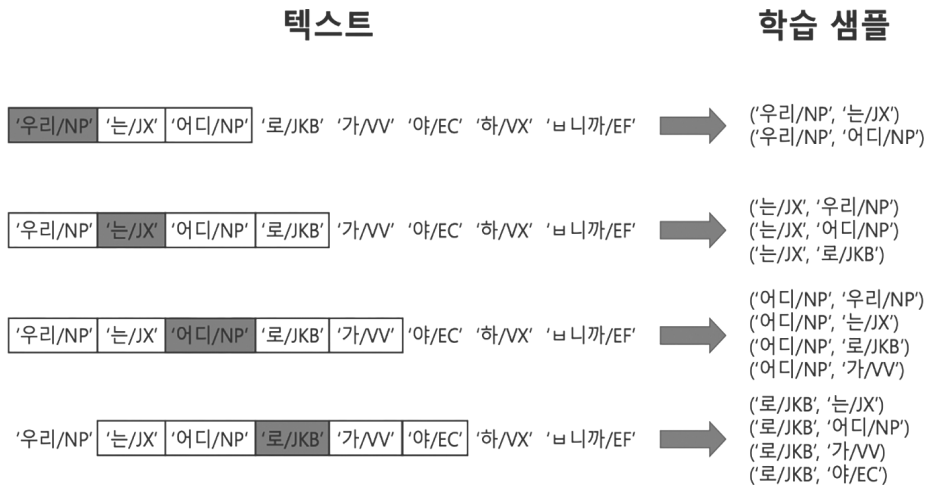 텍스트 학습 샘플
'우리/NP' '는/JX' '어디/NP' '로/JKB' '가/VV' '야/EC' '하/VX' 'ㅂ니까/EF'
('우리/NP', '는/JX')
('우리/NP', '어디/NP')
'우리/NP' '는/JX' '어디/NP' '로/JKB' '가/VV' '야/EC' '하/VX' 'ㅂ니까/EF'
('는/JX', '우리/NP')
('는/JX', '어디/NP')
('는/JX', '로/JKB')
'우리/NP' '는/JX' '어디/NP' '로/JKB' '가/VV' '야/EC' '하/VX' 'ㅂ니까/EF'
('어디/NP', '우리/NP')
('어디/NP', '는/JX')
('어디/NP', '로/JKB')
('어디/NP', '가/VV')
'우리/NP' '는/JX' '어디/NP' '로/JKB' '가/VV' '야/EC' '하/VX' 'ㅂ니까/EF'
('로/JKB', '는/JX')
('로/JKB', '어디/NP')
('로/JKB', '가/VV')
('로/JKB', '야/EC')